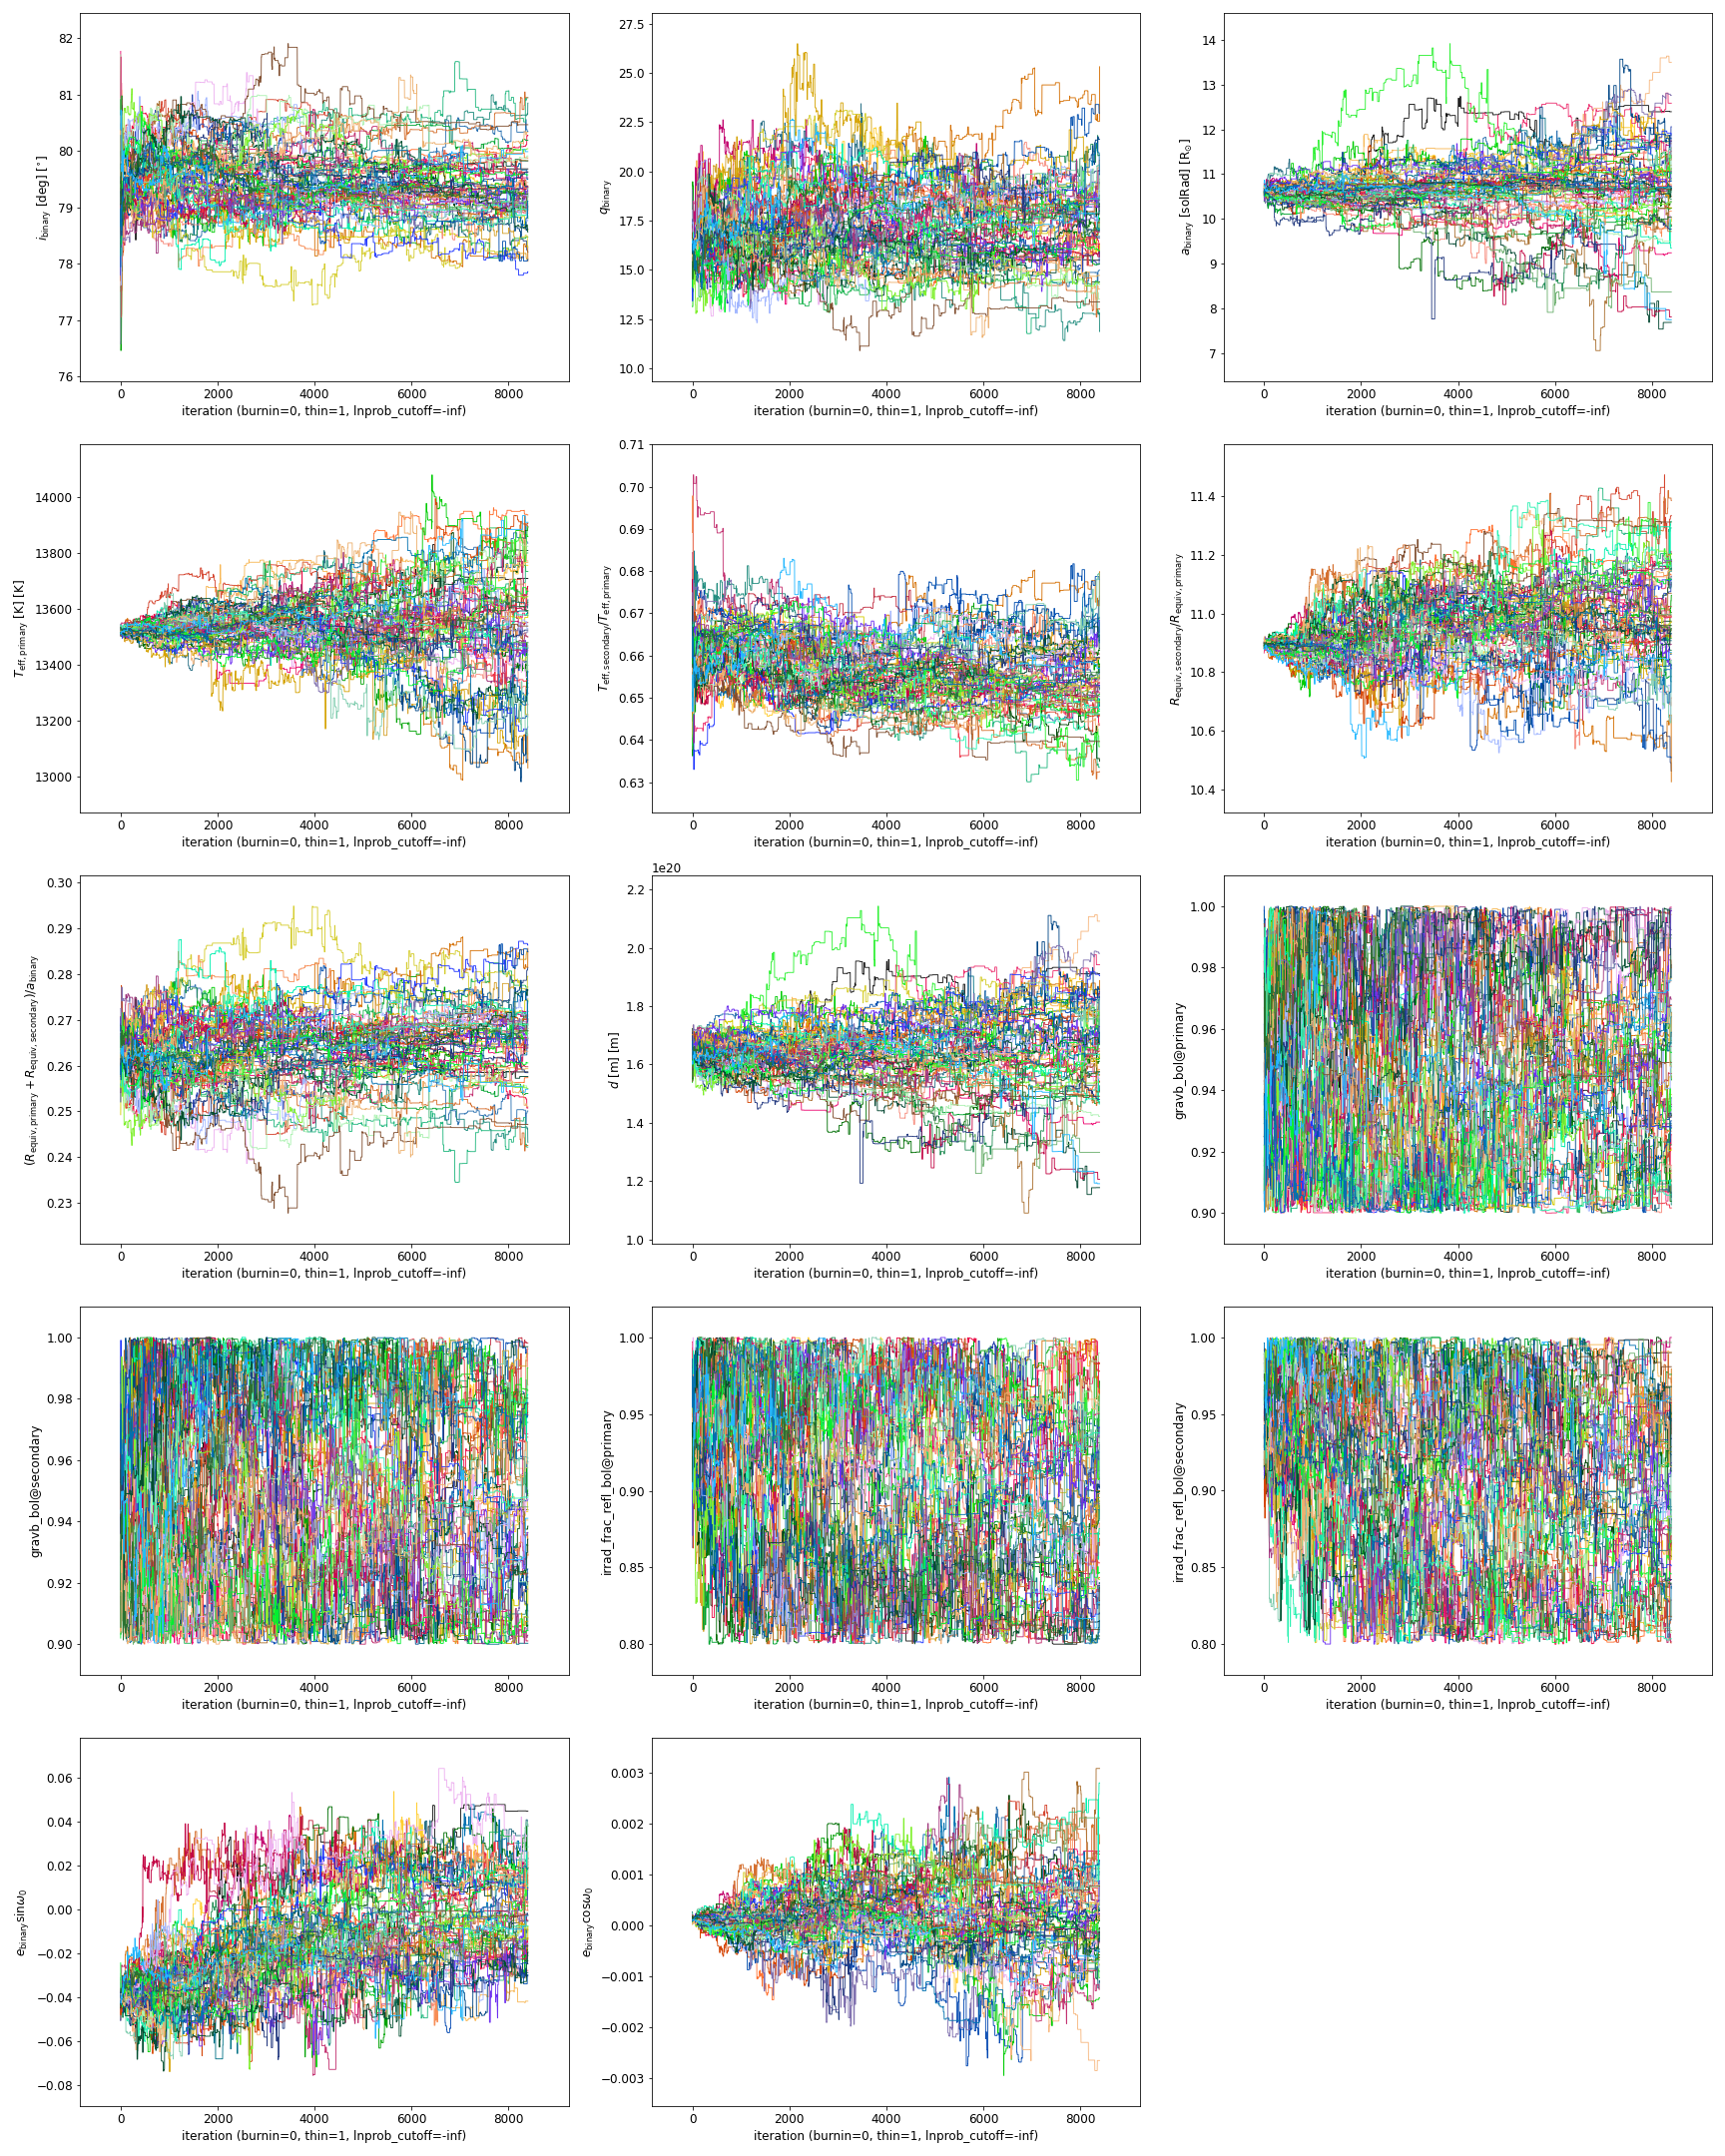 82
81
80
79
78
77
76
i_binary [deg] [°]
0 2000 4000 6000 8000
iteration (burnin=0, thin=1, lnprob_cutoff=-inf)
27.5
25.0
22.5
20.0
17.5
15.0
12.5
10.0
q_binary
0 2000 4000 6000 8000
iteration (burnin=0, thin=1, lnprob_cutoff=-inf)
14
13
12
11
10
9
8
7
a_binary [solRad] [R☉]
0 2000 4000 6000 8000
iteration (burnin=0, thin=1, lnprob_cutoff=-inf)
14000
13800
13600
13400
13200
13000
T_eff, primary [K] [K]
0 2000 4000 6000 8000
iteration (burnin=0, thin=1, lnprob_cutoff=-inf)
0.71
0.70
0.69
0.68
0.67
0.66
0.65
0.64
0.63
T_eff, secondary/T_eff, primary
0 2000 4000 6000 8000
iteration (burnin=0, thin=1, lnprob_cutoff=-inf)
11.4
11.2
11.0
10.8
10.6
10.4
R_equiv, secondary/R_equiv, primary
0 2000 4000 6000 8000
iteration (burnin=0, thin=1, lnprob_cutoff=-inf)
0.30
0.29
0.28
0.27
0.26
0.25
0.24
0.23
(R_equiv, primary + R_equiv, secondary)/a_binary
0 2000 4000 6000 8000
iteration (burnin=0, thin=1, lnprob_cutoff=-inf)
1e20
2.2
2.0
1.8
1.6
1.4
1.2
1.0
d [m] [m]
0 2000 4000 6000 8000
iteration (burnin=0, thin=1, lnprob_cutoff=-inf)
1.00
0.98
0.96
0.94
0.92
0.90
gravb_bol@primary
0 2000 4000 6000 8000
iteration (burnin=0, thin=1, lnprob_cutoff=-inf)
1.00
0.98
0.96
0.94
0.92
0.90
gravb_bol@secondary
0 2000 4000 6000 8000
iteration (burnin=0, thin=1, lnprob_cutoff=-inf)
1.00
0.95
0.90
0.85
0.80
irrad_frac_refl_bol@primary
0 2000 4000 6000 8000
iteration (burnin=0, thin=1, lnprob_cutoff=-inf)
1.00
0.95
0.90
0.85
0.80
irrad_frac_refl_bol@secondary
0 2000 4000 6000 8000
iteration (burnin=0, thin=1, lnprob_cutoff=-inf)
0.06
0.04
0.02
0.00
−0.02
−0.04
−0.06
−0.08
e_binary sinω₀
0 2000 4000 6000 8000
iteration (burnin=0, thin=1, lnprob_cutoff=-inf)
0.003
0.002
0.001
0.000
−0.001
−0.002
−0.003
e_binary cosω₀
0 2000 4000 6000 8000
iteration (burnin=0, thin=1, lnprob_cutoff=-inf)